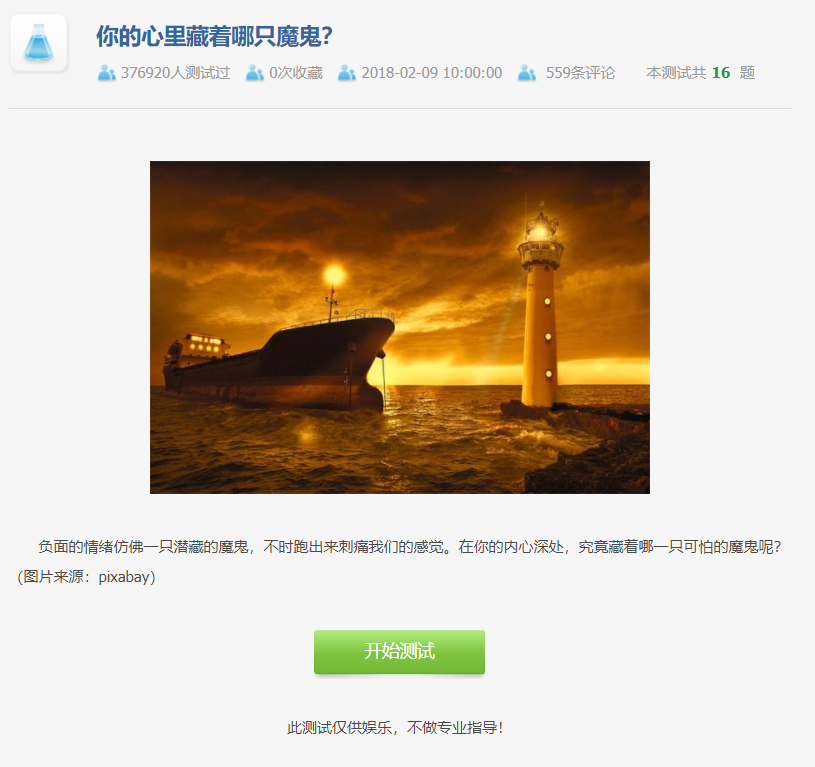 你的心里藏着哪只魔鬼？
376920人测试过 0次收藏 2018-02-09 10:00:00 559条评论 本测试共 16 题
负面的情绪仿佛一只潜藏的魔鬼，不时跑出来刺痛我们的感觉。在你的内心深处，究竟藏着哪一只可怕的魔鬼呢？
(图片来源：pixabay)
开始测试
此测试仅供娱乐，不做专业指导！